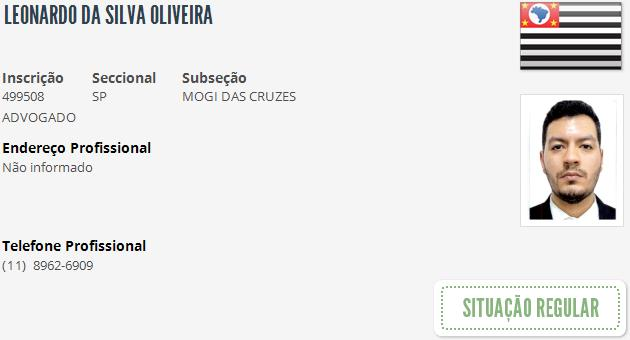 LEONARDO DA SILVA OLIVEIRA
Inscrição Seccional Subseção
499508 SP MOGI DAS CRUZES
ADVOGADO
Endereço Profissional
Não informado
Telefone Profissional
(11) 8962-6909
SITUAÇÃO REGULAR